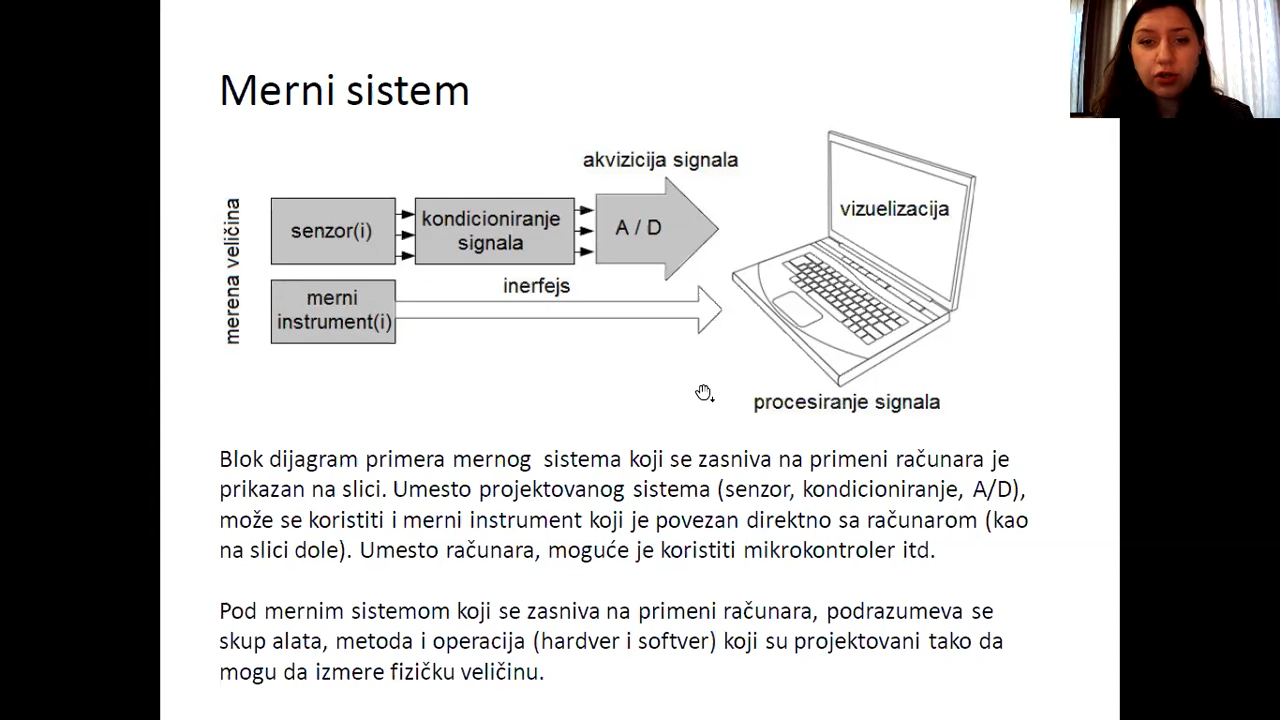 Merni sistem
akvizicija signala
merena veličina
senzor(i)
kondicioniranje
signala
A / D
vizuelizacija
inerfejs
merni
instrument(i)
procesiranje signala
Blok dijagram primera mernog sistema koji se zasniva na primeni računara je
prikazan na slici. Umesto projektovanog sistema (senzor, kondicioniranje, A/D),
može se koristiti i merni instrument koji je povezan direktno sa računarom (kao
na slici dole). Umesto računara, moguće je koristiti mikrokontroler itd.
Pod mernim sistemom koji se zasniva na primeni računara, podrazumeva se
skup alata, metoda i operacija (hardver i softver) koji su projektovani tako da
mogu da izmere fizičku veličinu.